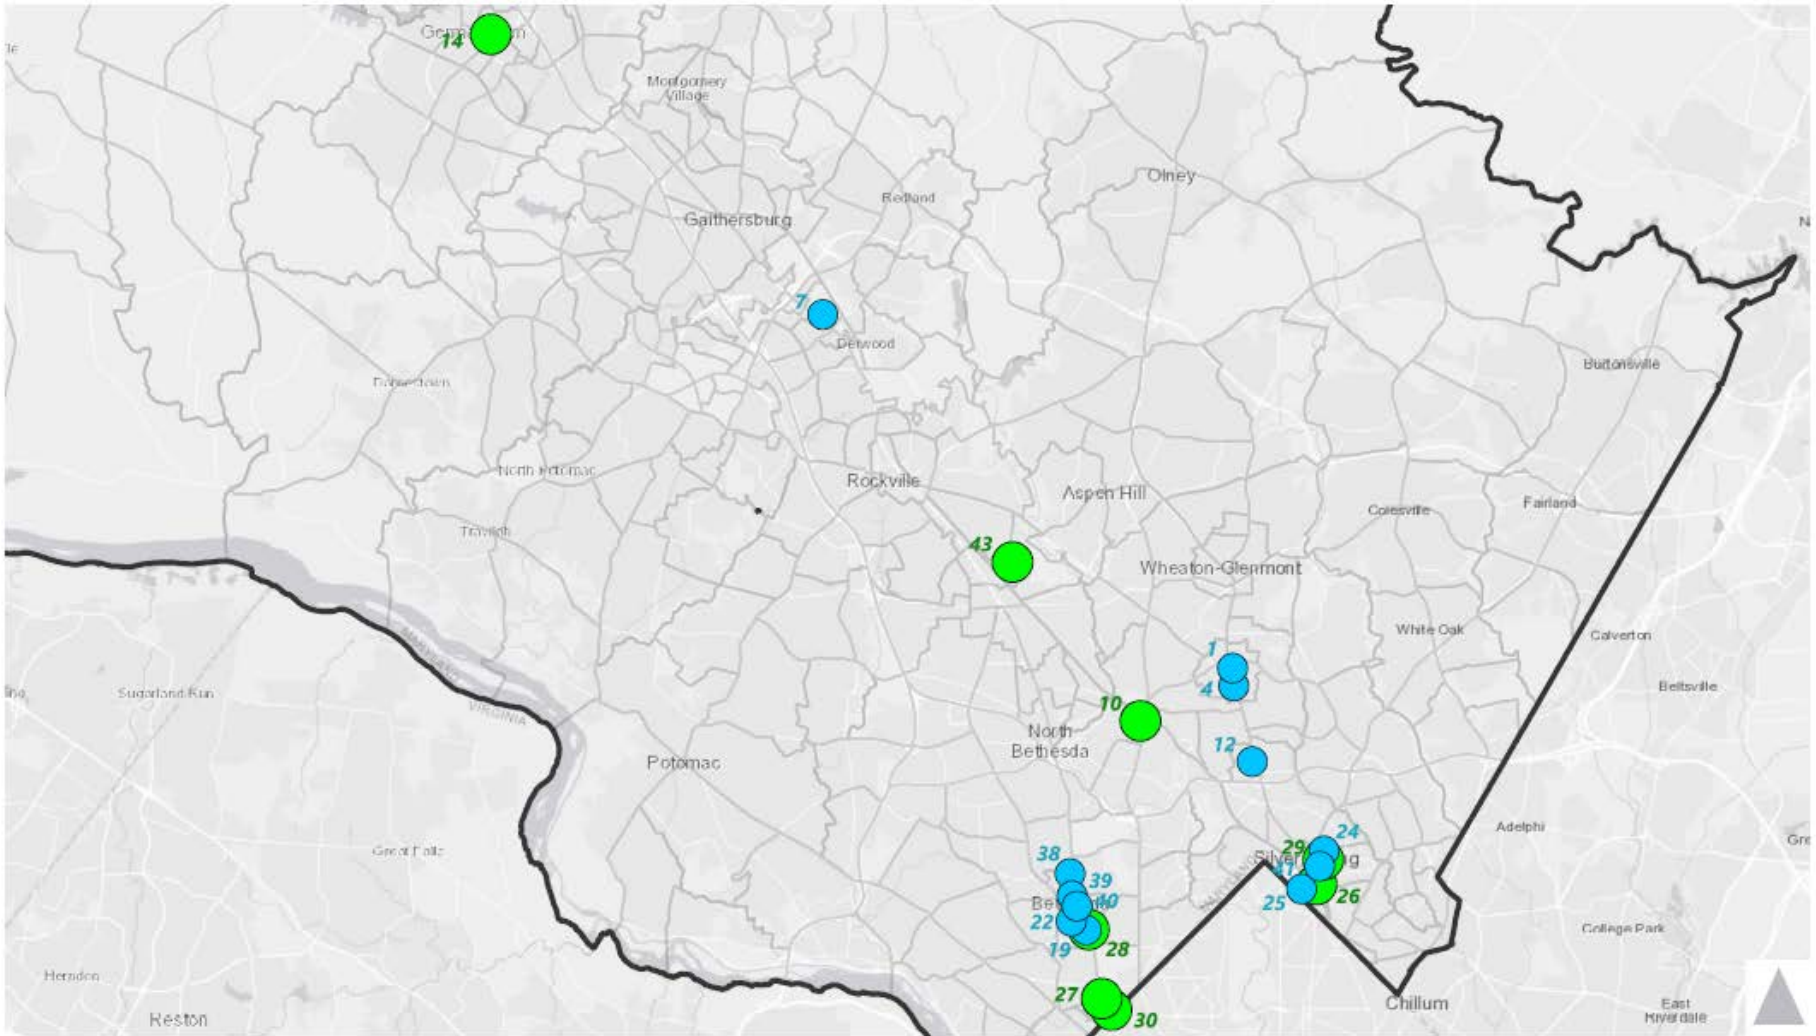 14
Montgomery
Village
Olney
Redland
Gaithersburg
7
Derwood
Burtonsville
Darnestown
North Potomac
Rockville
Aspen Hill
Fairland
Colesville
Travilah
43
Wheaton-Glenmont
White Oak
Calverton
MARYLAND
1
4
Sugarland Run
Beltsville
VIRGINIA
10
North
Bethesda
12
Potomac
Adelphi
24
29
Great Falls
38
41
39
26
40
25
22
College Park
19
28
Herndon
27
Chillum
30
Reston
East
Riverdale